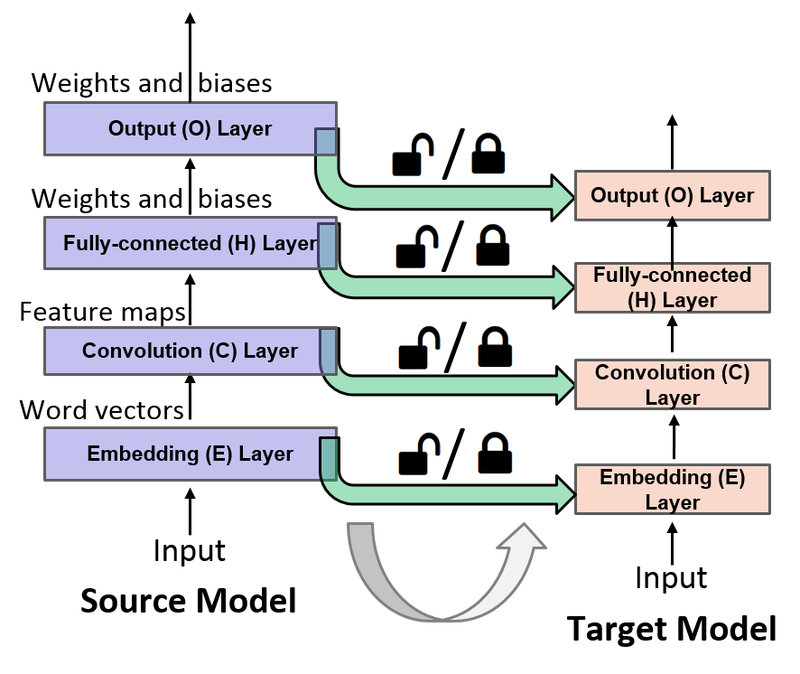 Weights and biases
Output (O) Layer
Weights and biases
Fully-connected (H) Layer
Feature maps
Convolution (C) Layer
Word vectors
Embedding (E) Layer
Input
Source Model
/
/
/
/
Output (O) Layer
Fully-connected
(H) Layer
Convolution (C)
Layer
Embedding (E)
Layer
Input
Target Model